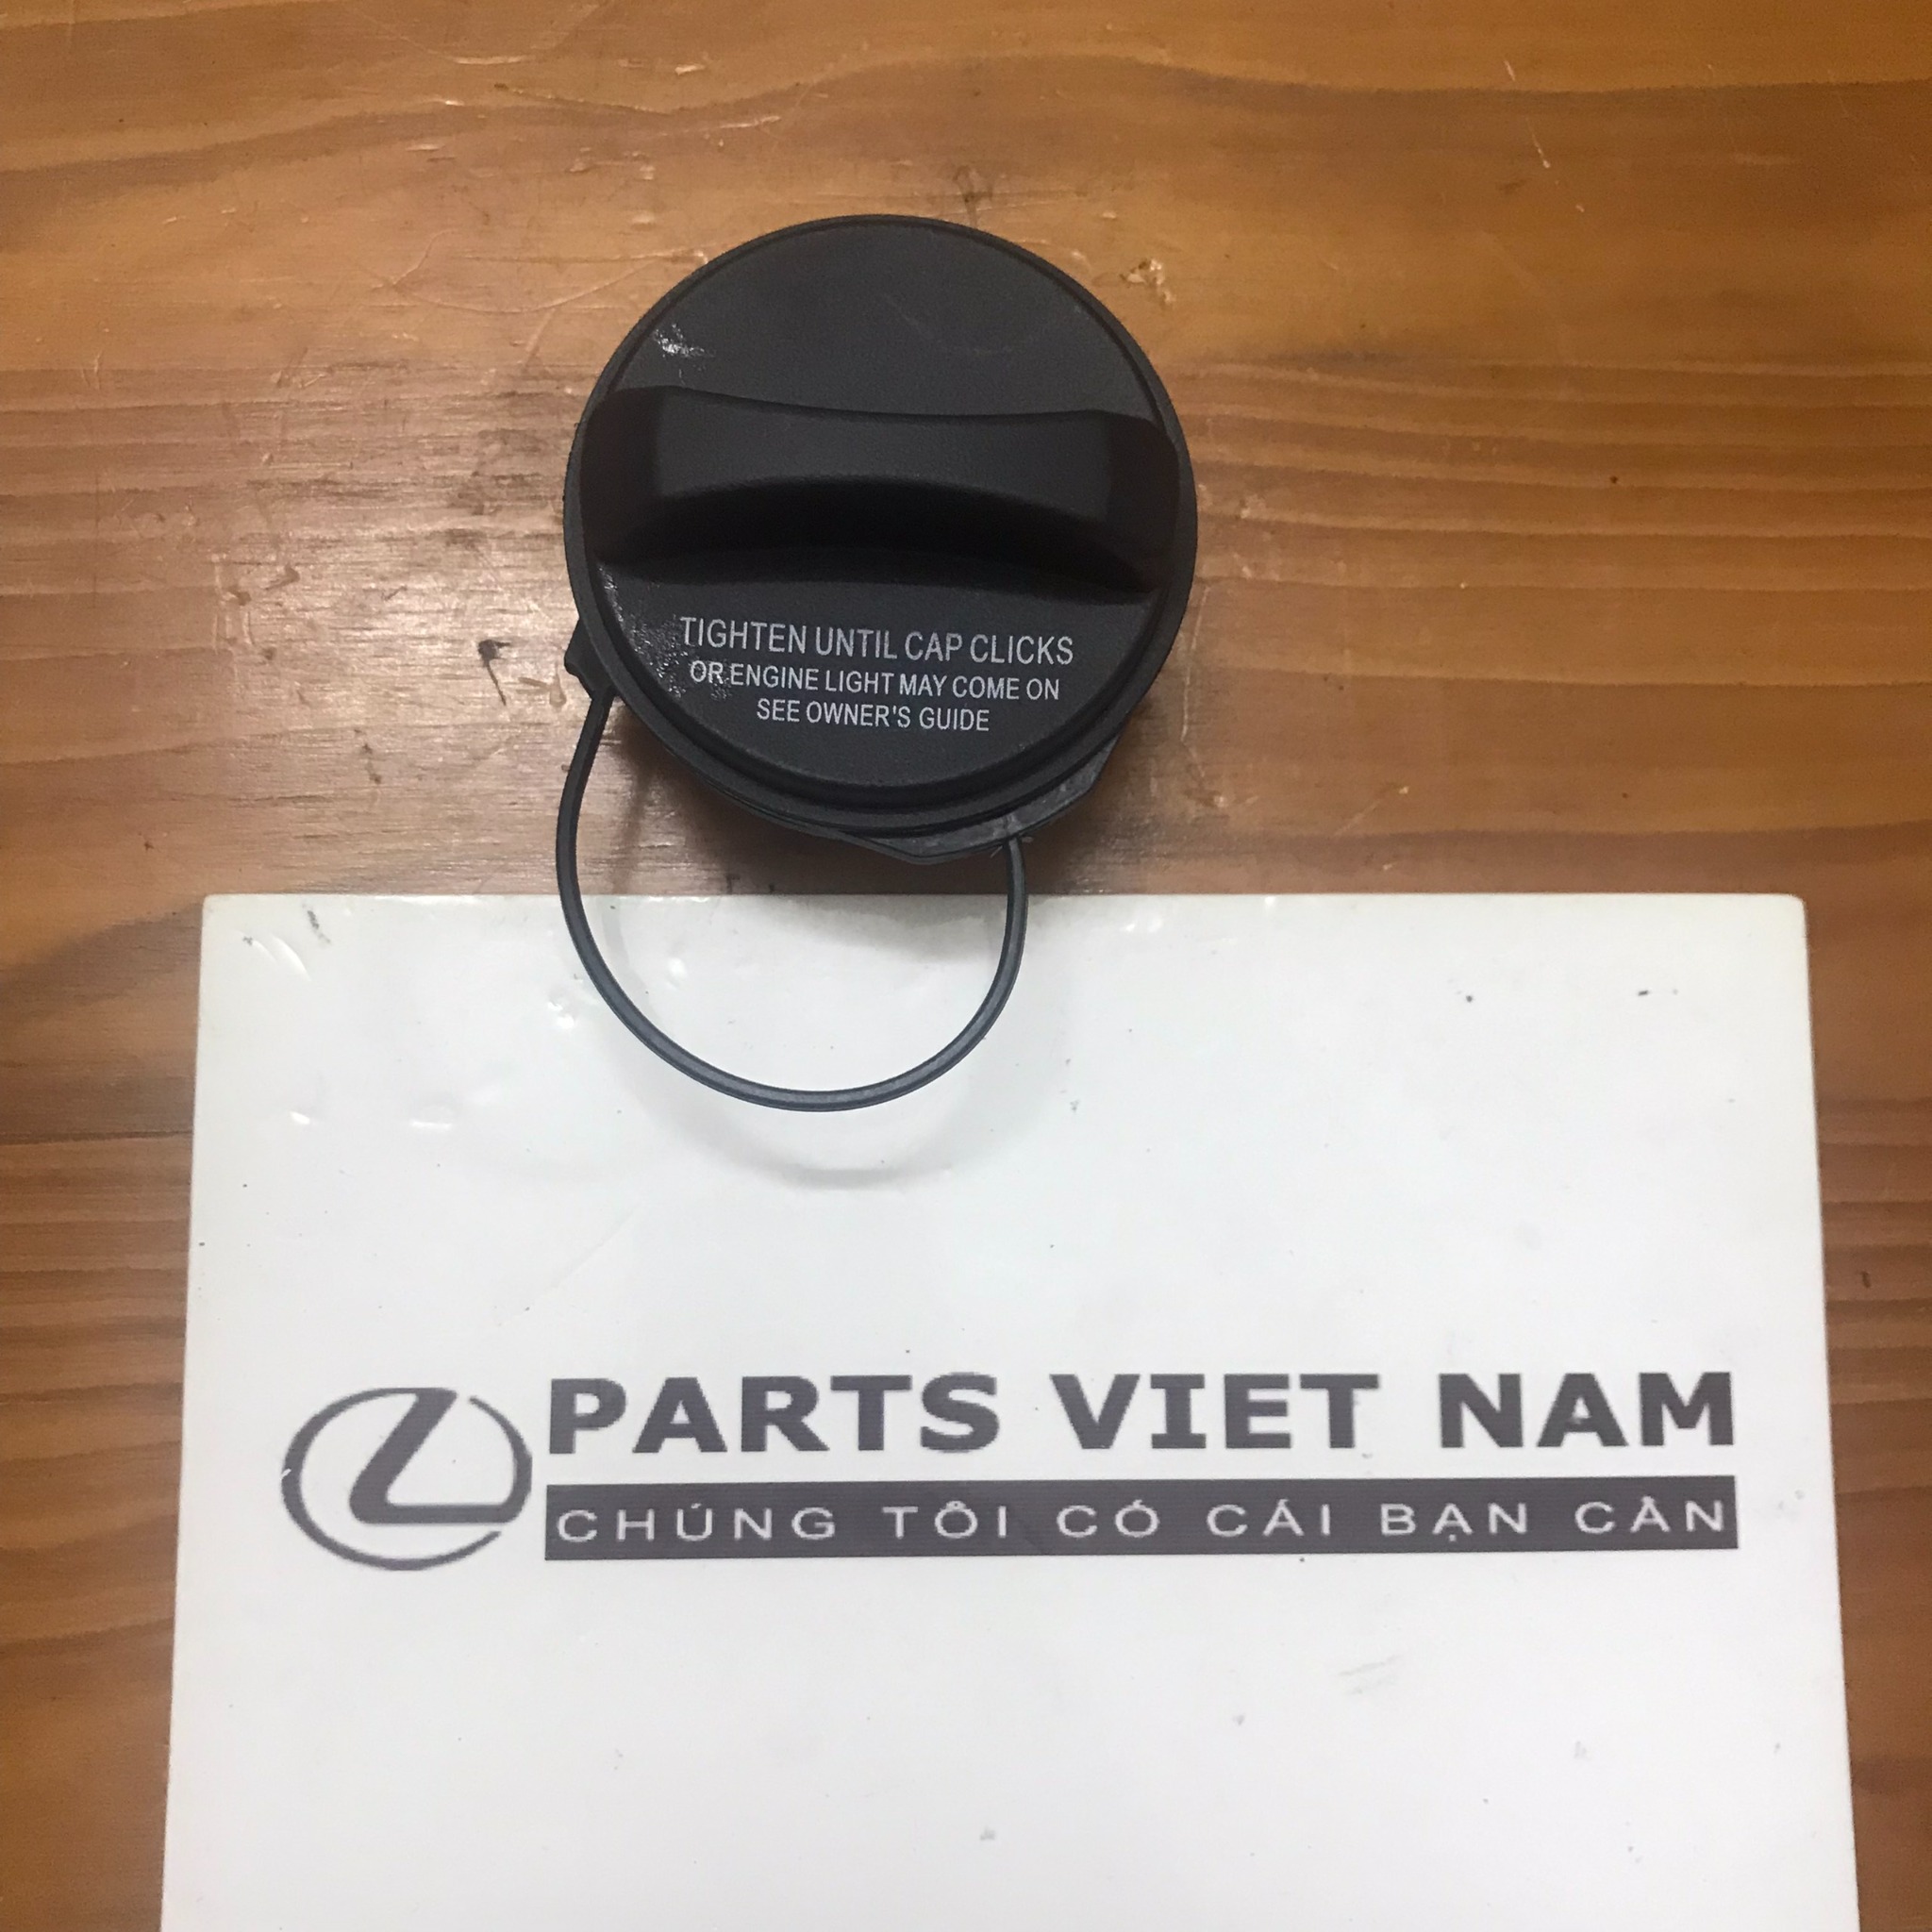 TIGHTEN UNTIL CAP CLICKS
OR ENGINE LIGHT MAY COME ON
SEE OWNER'S GUIDE
PARTS VIET NAM
CHÚNG TÔI CÓ CÁI BẠN CẦN